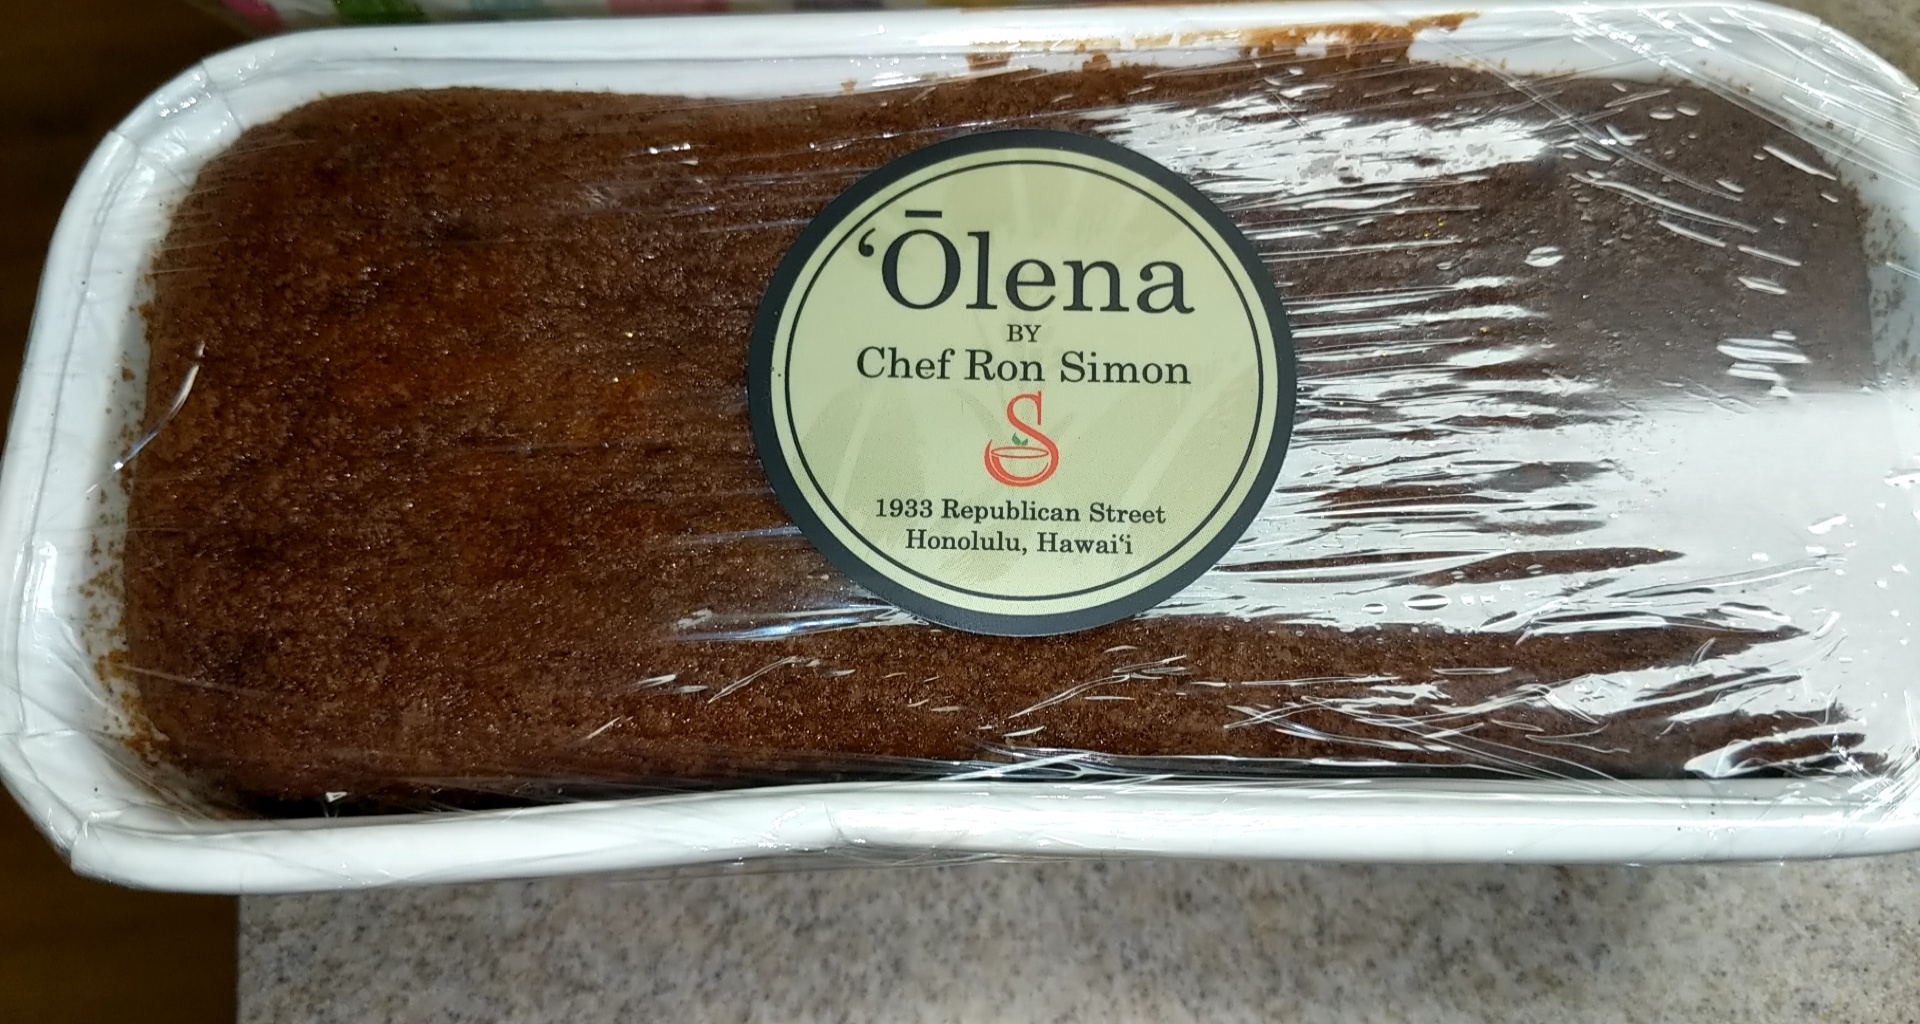 ʻŌlena
BY
Chef Ron Simon
S
1933 Republican Street
Honolulu, Hawaiʻi